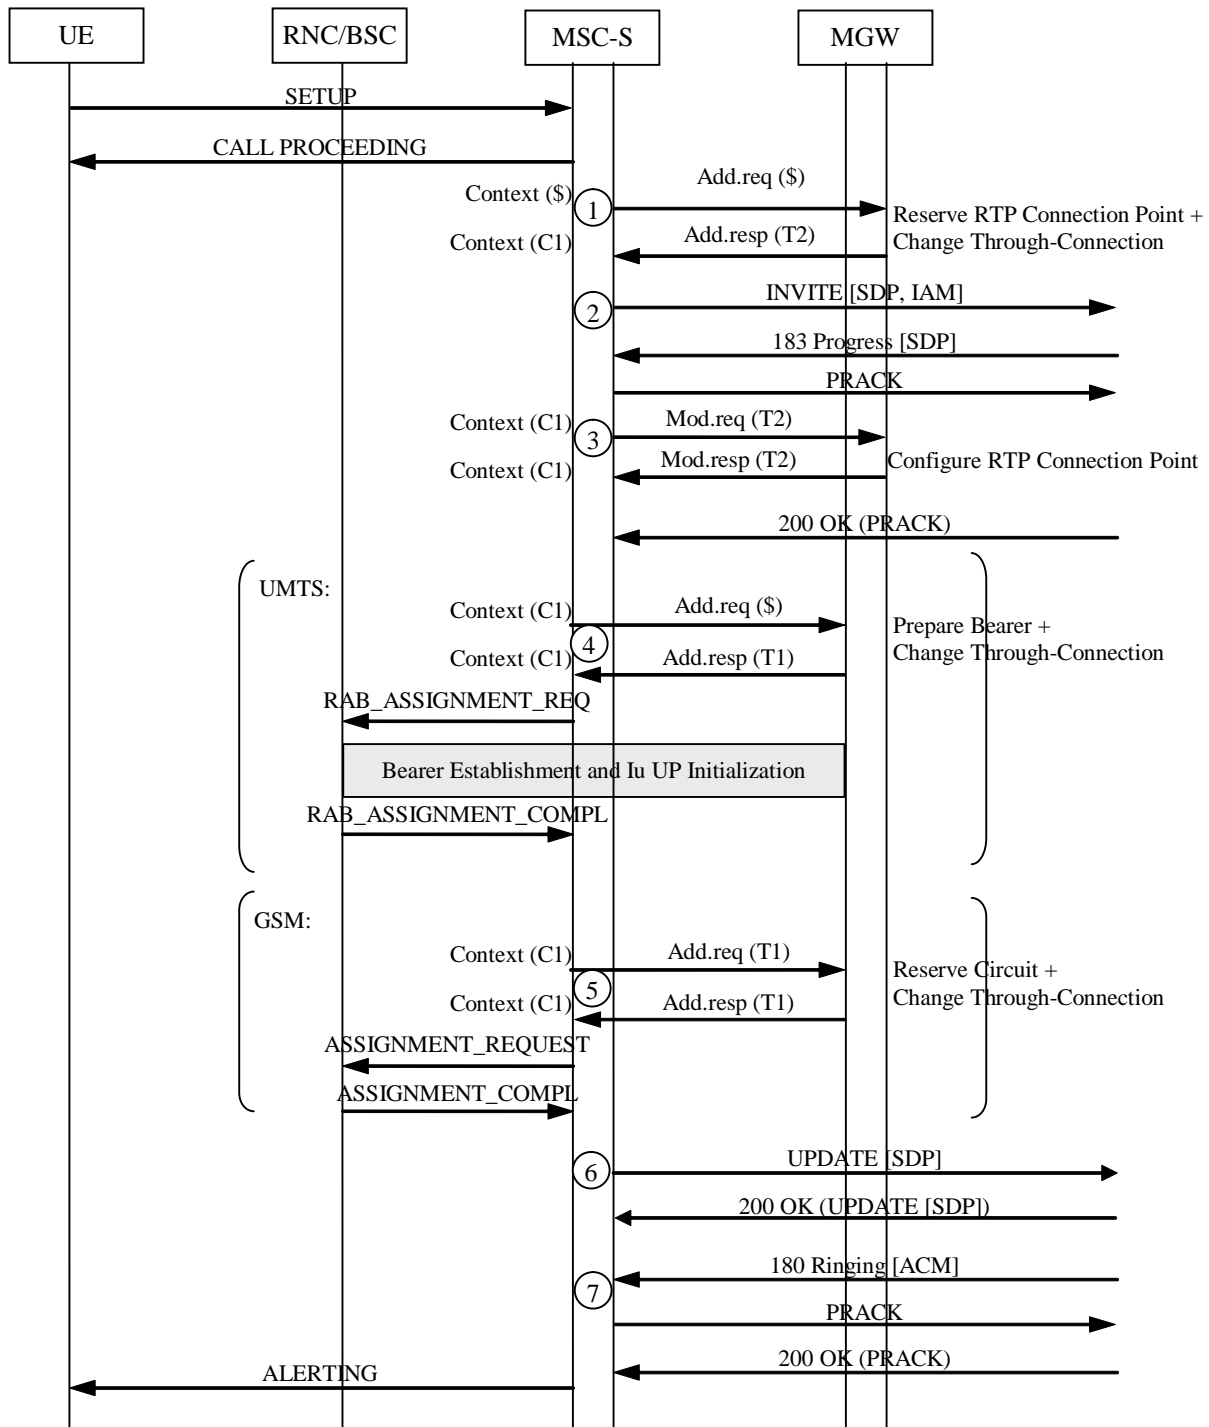 UE
RNC/BSC
MSC-S
MGW
SETUP
CALL PROCEEDING
Context ($)
1
Add.req ($)
Reserve RTP Connection Point +
Change Through-Connection
Context (C1)
Add.resp (T2)
2
INVITE [SDP, IAM]
183 Progress [SDP]
PRACK
Context (C1)
3
Mod.req (T2)
Context (C1)
Mod.resp (T2)
Configure RTP Connection Point
200 OK (PRACK)
UMTS:
Context (C1)
4
Add.req ($)
Prepare Bearer +
Change Through-Connection
Context (C1)
Add.resp (T1)
RAB_ASSIGNMENT_REQ
Bearer Establishment and Iu UP Initialization
RAB_ASSIGNMENT_COMPL
GSM:
Context (C1)
5
Add.req (T1)
Reserve Circuit +
Change Through-Connection
Context (C1)
Add.resp (T1)
ASSIGNMENT_REQUEST
ASSIGNMENT_COMPL
6
UPDATE [SDP]
200 OK (UPDATE [SDP])
7
180 Ringing [ACM]
PRACK
200 OK (PRACK)
ALERTING